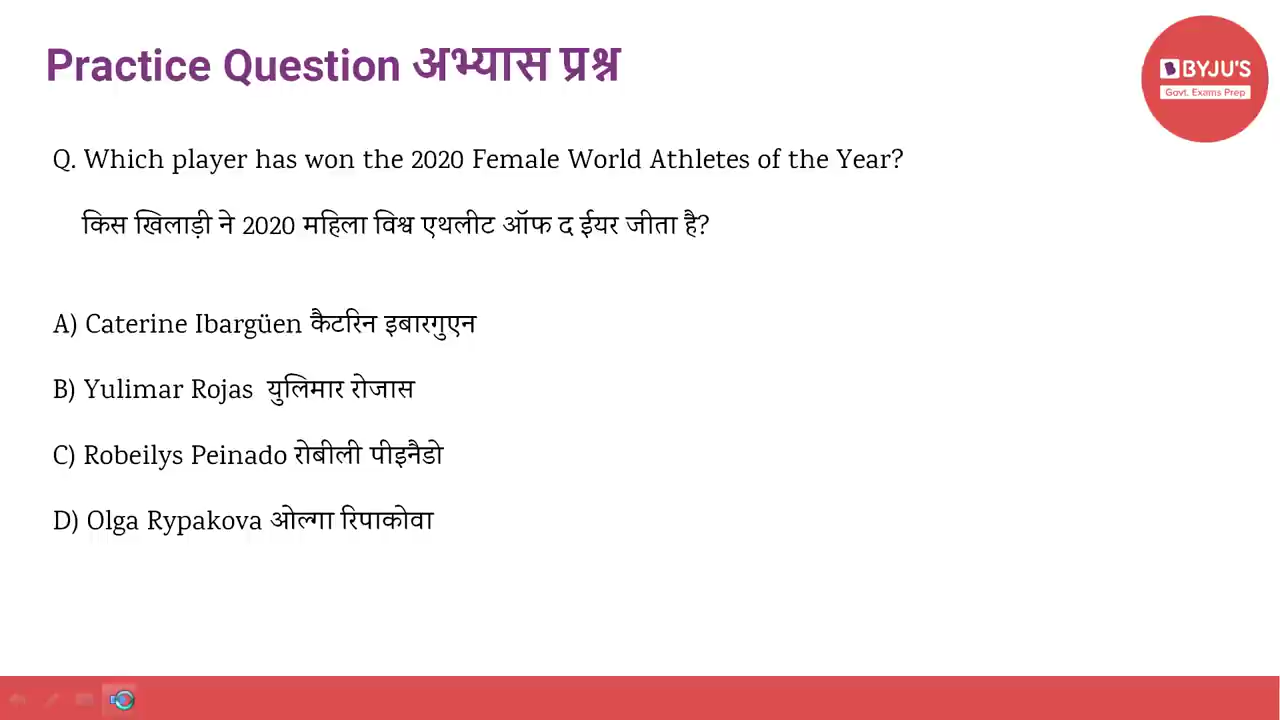 Practice Question अभ्यास प्रश्न
BYJU'S
Govt. Exams Prep
Q. Which player has won the 2020 Female World Athletes of the Year?
किस खिलाड़ी ने 2020 महिला विश्व एथलीट ऑफ द ईयर जीता है?
A) Caterine Ibargüen कैटरिन इबारगुएन
B) Yulimar Rojas युलिमार रोजास
C) Robeilys Peinado रोबीली पीइनैडो
D) Olga Rypakova ओल्गा रिपाकोवा